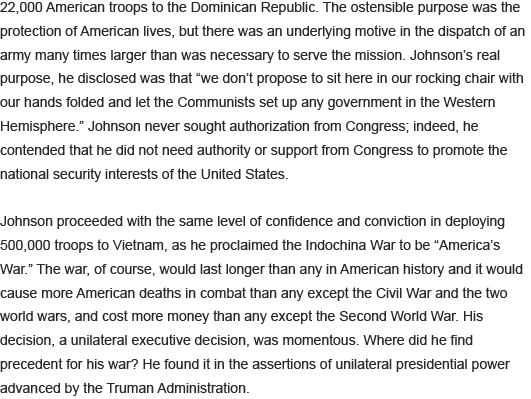 22,000 American troops to the Dominican Republic. The ostensible purpose was the
protection of American lives, but there was an underlying motive in the dispatch of an
army many times larger than was necessary to serve the mission. Johnson’s real
purpose, he disclosed was that “we don’t propose to sit here in our rocking chair with
our hands folded and let the Communists set up any government in the Western
Hemisphere.” Johnson never sought authorization from Congress; indeed, he
contended that he did not need authority or support from Congress to promote the
national security interests of the United States.

Johnson proceeded with the same level of confidence and conviction in deploying
500,000 troops to Vietnam, as he proclaimed the Indochina War to be “America’s
War.” The war, of course, would last longer than any in American history and it would
cause more American deaths in combat than any except the Civil War and the two
world wars, and cost more money than any except the Second World War. His
decision, a unilateral executive decision, was momentous. Where did he find
precedent for his war? He found it in the assertions of unilateral presidential power
advanced by the Truman Administration.